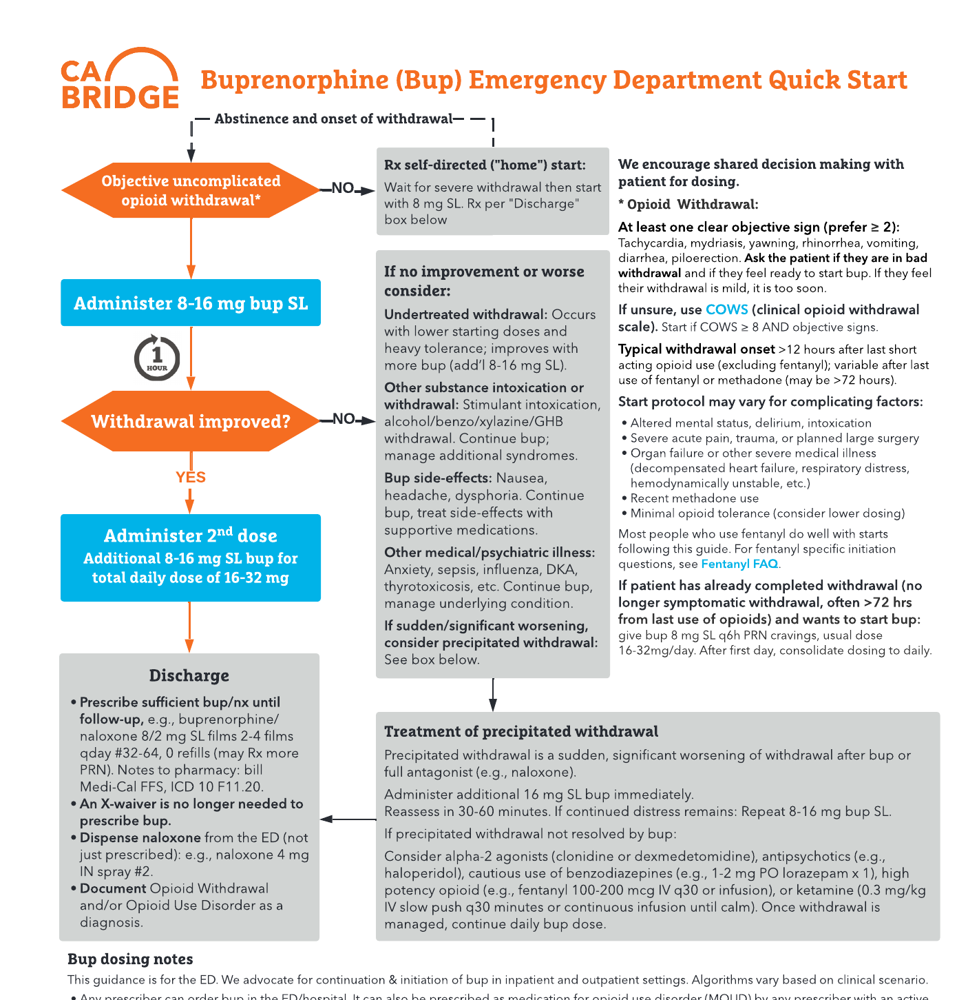 CA
BRIDGE
Buprenorphine (Bup) Emergency Department Quick Start
Abstinence and onset of withdrawal
Objective uncomplicated
opioid withdrawal*
NO
Rx self-directed ("home") start:
Wait for severe withdrawal then start
with 8 mg SL. Rx per "Discharge"
box below
Administer 8-16 mg bup SL
1
HOUR
Withdrawal improved?
NO
YES
Administer 2nd dose
Additional 8-16 mg SL bup for
total daily dose of 16-32 mg
If no improvement or worse
consider:
Undertreated withdrawal: Occurs
with lower starting doses and
heavy tolerance; improves with
more bup (add’l 8-16 mg SL).
Other substance intoxication or
withdrawal: Stimulant intoxication,
alcohol/benzo/xylazine/GHB
withdrawal. Continue bup;
manage additional syndromes.
Bup side-effects: Nausea,
headache, dysphoria. Continue
bup, treat side-effects with
supportive medications.
Other medical/psychiatric illness:
Anxiety, sepsis, influenza, DKA,
thyrotoxicosis, etc. Continue bup,
manage underlying condition.
If sudden/significant worsening,
consider precipitated withdrawal:
See box below.
We encourage shared decision making with
patient for dosing.
* Opioid Withdrawal:
At least one clear objective sign (prefer ≥ 2):
Tachycardia, mydriasis, yawning, rhinorrhea, vomiting,
diarrhea, piloerection. Ask the patient if they are in bad
withdrawal and if they feel ready to start bup. If they feel
their withdrawal is mild, it is too soon.
If unsure, use COWS (clinical opioid withdrawal
scale). Start if COWS ≥ 8 AND objective signs.
Typical withdrawal onset >12 hours after last short
acting opioid use (excluding fentanyl); variable after last
use of fentanyl or methadone (may be >72 hours).
Start protocol may vary for complicating factors:
• Altered mental status, delirium, intoxication
• Severe acute pain, trauma, or planned large surgery
• Organ failure or other severe medical illness
(decompensated heart failure, respiratory distress,
hemodynamically unstable, etc.)
• Recent methadone use
• Minimal opioid tolerance (consider lower dosing)
Most people who use fentanyl do well with starts
following this guide. For fentanyl specific initiation
questions, see Fentanyl FAQ.
If patient has already completed withdrawal (no
longer symptomatic withdrawal, often >72 hrs
from last use of opioids) and wants to start bup:
give bup 8 mg SL q6h PRN cravings, usual dose
16-32mg/day. After first day, consolidate dosing to daily.
Discharge
• Prescribe sufficient bup/nx until
follow-up, e.g., buprenorphine/
naloxone 8/2 mg SL films 2-4 films
qday #32-64, 0 refills (may Rx more
PRN). Notes to pharmacy: bill
Medi-Cal FFS, ICD 10 F11.20.
• An X-waiver is no longer needed to
prescribe bup.
• Dispense naloxone from the ED (not
just prescribed): e.g., naloxone 4 mg
IN spray #2.
• Document Opioid Withdrawal
and/or Opioid Use Disorder as a
diagnosis.
Treatment of precipitated withdrawal
Precipitated withdrawal is a sudden, significant worsening of withdrawal after bup or
full antagonist (e.g., naloxone).
Administer additional 16 mg SL bup immediately.
Reassess in 30-60 minutes. If continued distress remains: Repeat 8-16 mg bup SL.
If precipitated withdrawal not resolved by bup:
Consider alpha-2 agonists (clonidine or dexmedetomidine), antipsychotics (e.g.,
haloperidol), cautious use of benzodiazepines (e.g., 1-2 mg PO lorazepam x 1), high
potency opioid (e.g., fentanyl 100-200 mcg IV q30 or infusion), or ketamine (0.3 mg/kg
IV slow push q30 minutes or continuous infusion until calm). Once withdrawal is
managed, continue daily bup dose.
Bup dosing notes
This guidance is for the ED. We advocate for continuation & initiation of bup in inpatient and outpatient settings. Algorithms vary based on clinical scenario.
• Any prescriber can order bup in the ED/hospital. It can also be prescribed as medication for opioid use disorder (MOUD) by any prescriber with an active